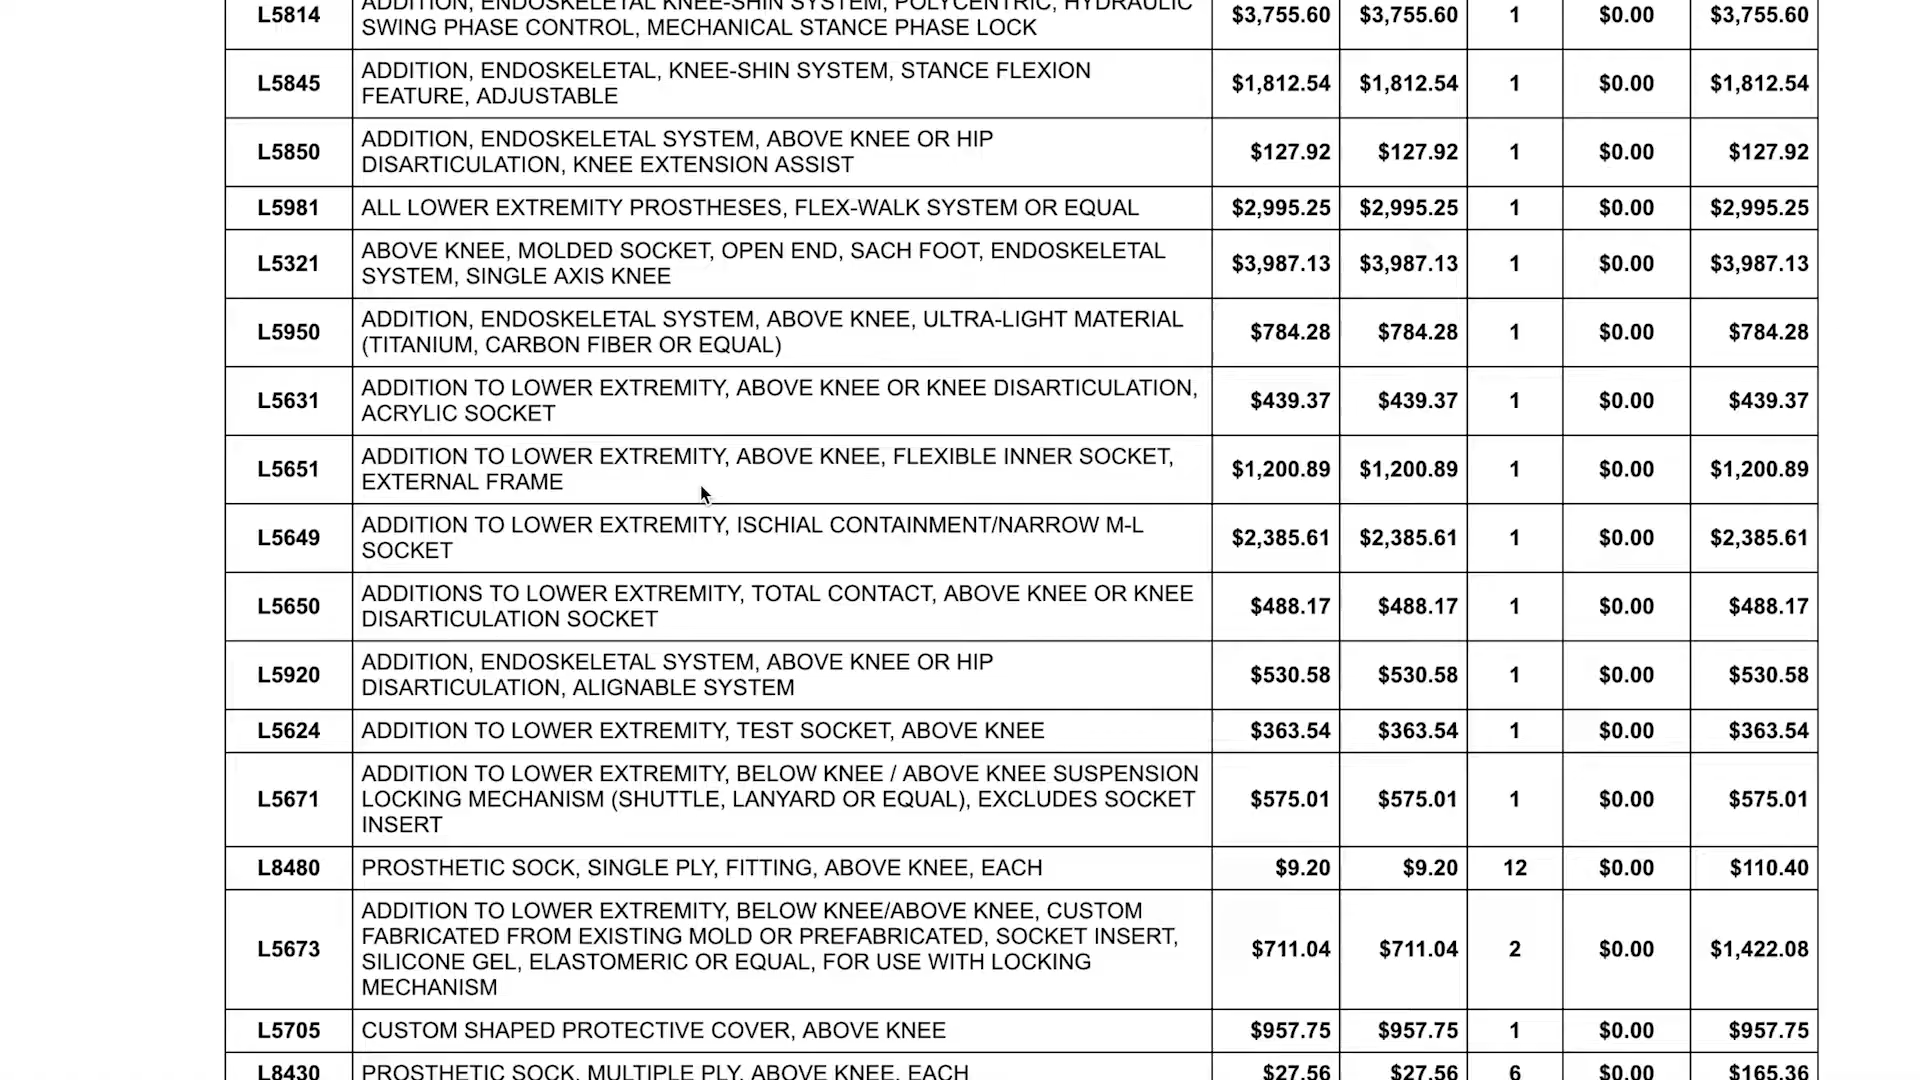 L5814 ADDITION, ENDOSKELETAL KNEE-SHIN SYSTEM, POLYCENTRIC, HYDRAULIC
SWING PHASE CONTROL, MECHANICAL STANCE PHASE LOCK $3,755.60 $3,755.60 1 $0.00 $3,755.60
L5845 ADDITION, ENDOSKELETAL, KNEE-SHIN SYSTEM, STANCE FLEXION
FEATURE, ADJUSTABLE $1,812.54 $1,812.54 1 $0.00 $1,812.54
L5850 ADDITION, ENDOSKELETAL SYSTEM, ABOVE KNEE OR HIP
DISARTICULATION, KNEE EXTENSION ASSIST $127.92 $127.92 1 $0.00 $127.92
L5981 ALL LOWER EXTREMITY PROSTHESES, FLEX-WALK SYSTEM OR EQUAL $2,995.25 $2,995.25 1 $0.00 $2,995.25
L5321 ABOVE KNEE, MOLDED SOCKET, OPEN END, SACH FOOT, ENDOSKELETAL
SYSTEM, SINGLE AXIS KNEE $3,987.13 $3,987.13 1 $0.00 $3,987.13
L5950 ADDITION, ENDOSKELETAL SYSTEM, ABOVE KNEE, ULTRA-LIGHT MATERIAL
(TITANIUM, CARBON FIBER OR EQUAL) $784.28 $784.28 1 $0.00 $784.28
L5631 ADDITION TO LOWER EXTREMITY, ABOVE KNEE OR KNEE DISARTICULATION,
ACRYLIC SOCKET $439.37 $439.37 1 $0.00 $439.37
L5651 ADDITION TO LOWER EXTREMITY, ABOVE KNEE, FLEXIBLE INNER SOCKET,
EXTERNAL FRAME $1,200.89 $1,200.89 1 $0.00 $1,200.89
L5649 ADDITION TO LOWER EXTREMITY, ISCHIAL CONTAINMENT/NARROW M-L
SOCKET $2,385.61 $2,385.61 1 $0.00 $2,385.61
L5650 ADDITIONS TO LOWER EXTREMITY, TOTAL CONTACT, ABOVE KNEE OR KNEE
DISARTICULATION SOCKET $488.17 $488.17 1 $0.00 $488.17
L5920 ADDITION, ENDOSKELETAL SYSTEM, ABOVE KNEE OR HIP
DISARTICULATION, ALIGNABLE SYSTEM $530.58 $530.58 1 $0.00 $530.58
L5624 ADDITION TO LOWER EXTREMITY, TEST SOCKET, ABOVE KNEE $363.54 $363.54 1 $0.00 $363.54
L5671 ADDITION TO LOWER EXTREMITY, BELOW KNEE / ABOVE KNEE SUSPENSION
LOCKING MECHANISM (SHUTTLE, LANYARD OR EQUAL), EXCLUDES SOCKET
INSERT $575.01 $575.01 1 $0.00 $575.01
L8480 PROSTHETIC SOCK, SINGLE PLY, FITTING, ABOVE KNEE, EACH $9.20 $9.20 12 $0.00 $110.40
L5673 ADDITION TO LOWER EXTREMITY, BELOW KNEE/ABOVE KNEE, CUSTOM
FABRICATED FROM EXISTING MOLD OR PREFABRICATED, SOCKET INSERT,
SILICONE GEL, ELASTOMERIC OR EQUAL, FOR USE WITH LOCKING
MECHANISM $711.04 $711.04 2 $0.00 $1,422.08
L5705 CUSTOM SHAPED PROTECTIVE COVER, ABOVE KNEE $957.75 $957.75 1 $0.00 $957.75
L8430 PROSTHETIC SOCK, MULTIPLE PLY, ABOVE KNEE, EACH $27.56 $27.56 6 $0.00 $165.36